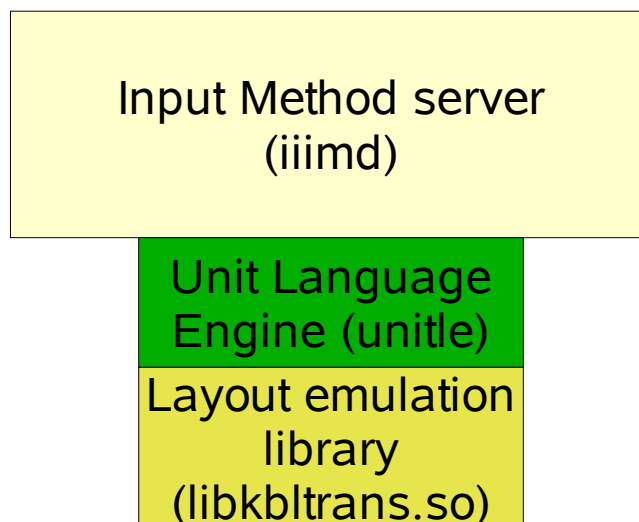 Input Method server
(iiimd)
Unit Language
Engine (unitle)
Layout emulation
library
(libkbltrans.so)